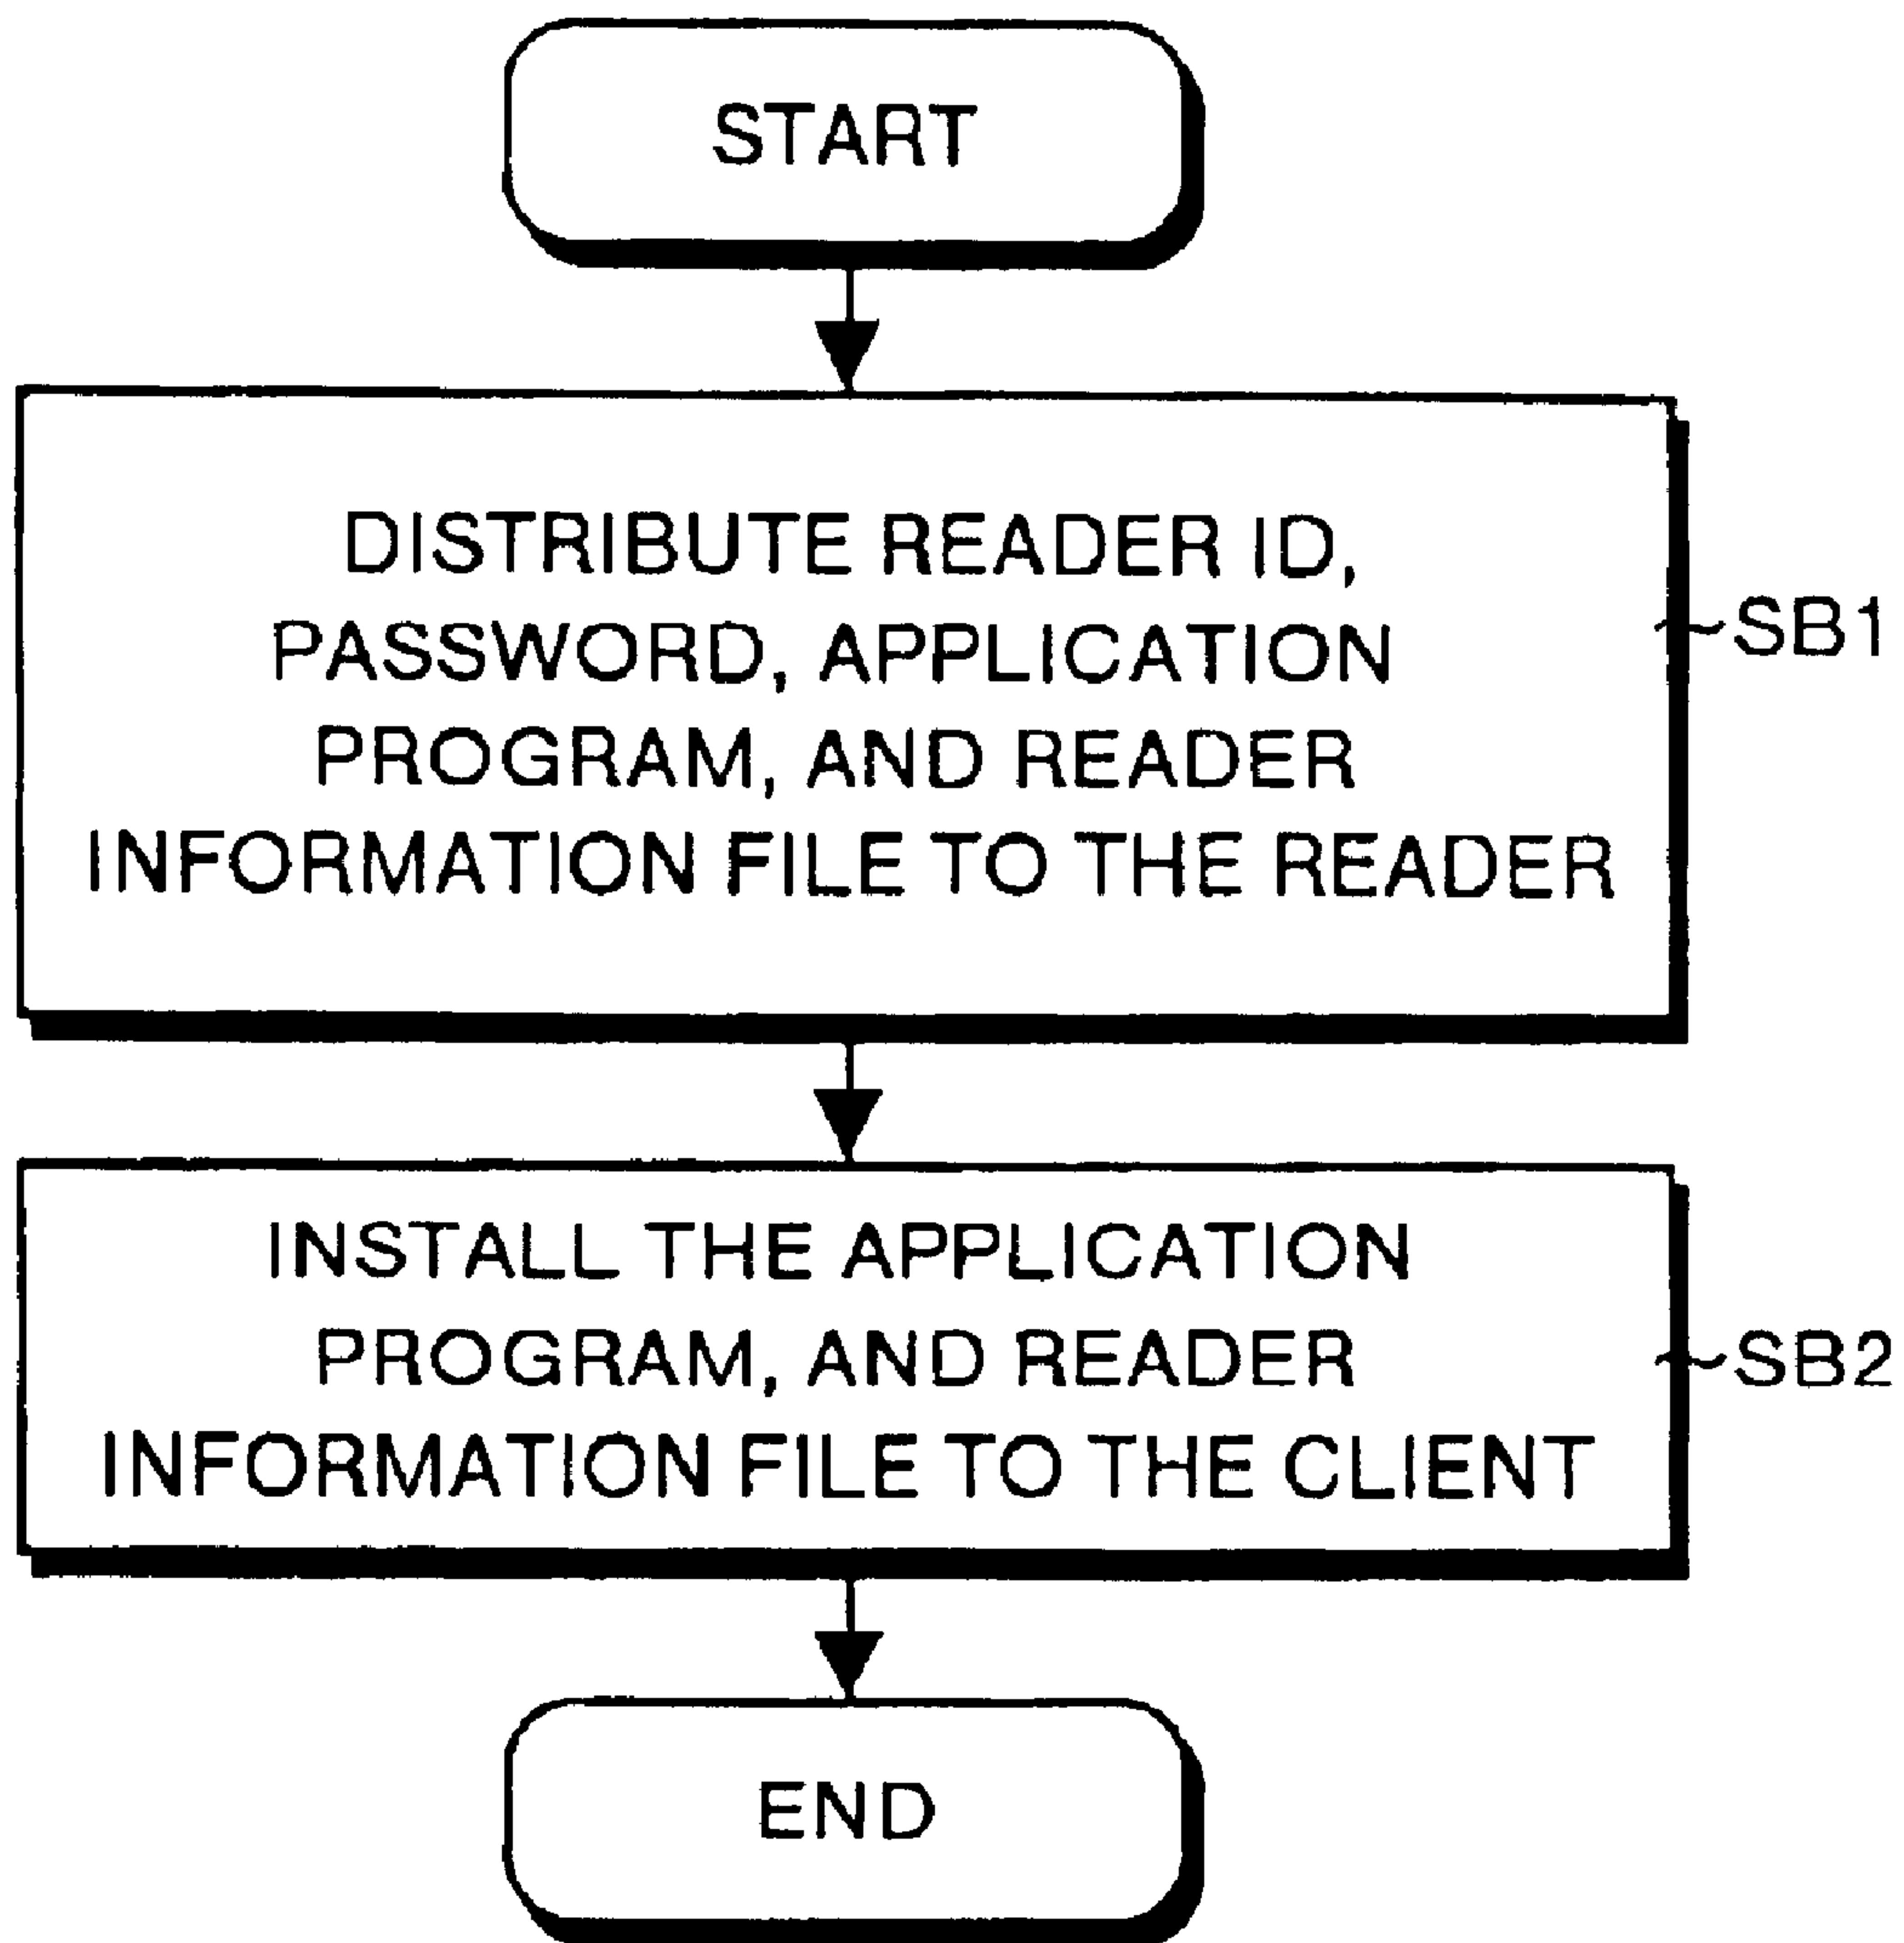 START
DISTRIBUTE READER ID,
PASSWORD, APPLICATION
PROGRAM, AND READER
INFORMATION FILE TO THE READER
SB1
INSTALL THE APPLICATION
PROGRAM, AND READER
INFORMATION FILE TO THE CLIENT
SB2
END